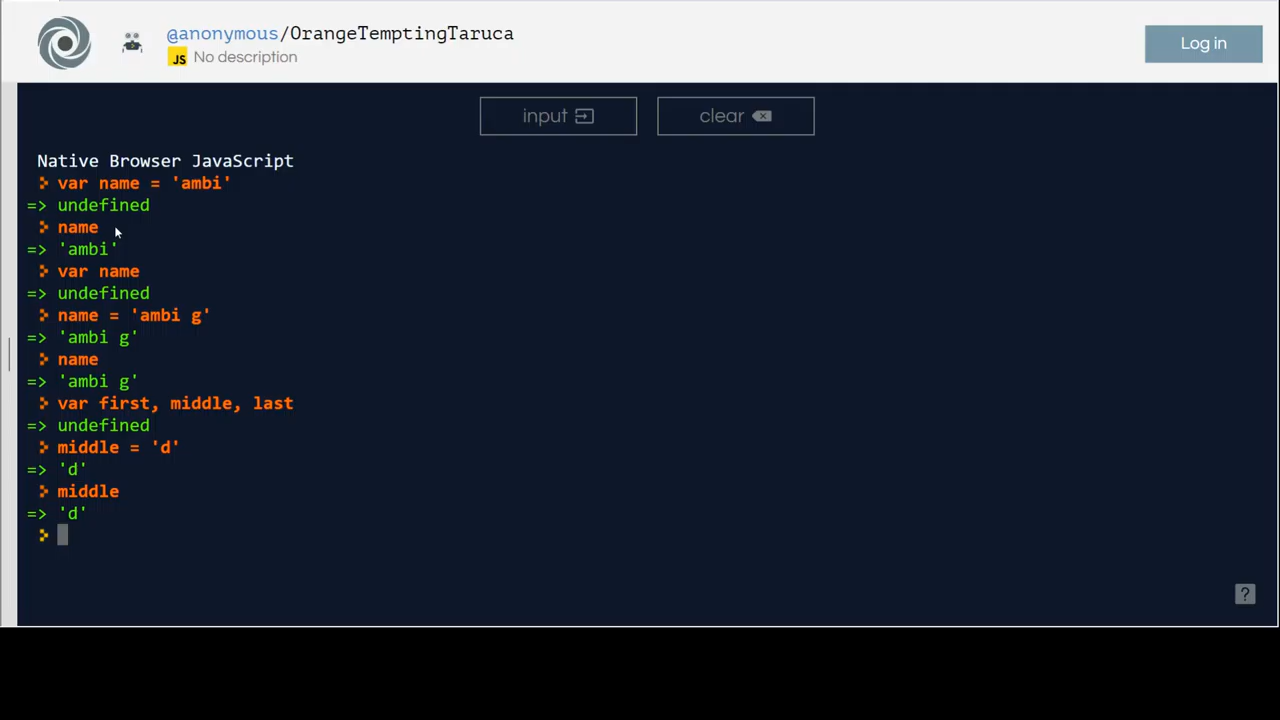 @anonymous/OrangeTemptingTaruca
Log in
JS No description
input
clear
Native Browser JavaScript
var name = 'ambi'
=> undefined
name
=> 'ambi'
var name
=> undefined
name = 'ambi g'
=> 'ambi g'
name
=> 'ambi g'
var first, middle, last
=> undefined
middle = 'd'
=> 'd'
middle
=> 'd'
?